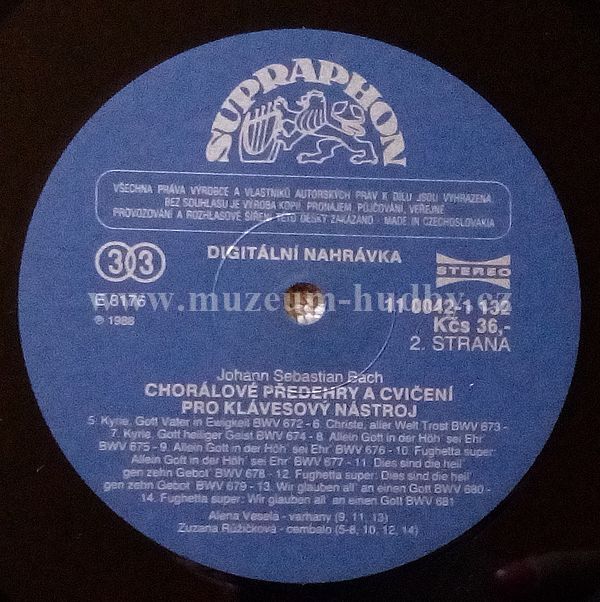 SUPRAPHON
VŠECHNA PRÁVA VÝROBCE A VLASTNÍKŮ AUTORSKÝCH PRÁV K DÍLU JSOU VYHRAZENA.
BEZ SOUHLASU JE VÝROBA KOPIÍ, PRONÁJEM, PŮJČOVÁNÍ, VEŘEJNÉ
PROVOZOVÁNÍ A ROZHLASOVÉ ŠÍŘENÍ TÉTO DESKY ZAKÁZÁNO - MADE IN CZECHOSLOVAKIA
33
DIGITÁLNÍ NAHRÁVKA
STEREO
www.muzeum-hudby.cz
E 8176
11 0042-1 132
℗ 1988
Kčs 36,-
2. STRANA
Johann Sebastian Bach
CHORÁLOVÉ PŘEDEHRY A CVIČENÍ
PRO KLÁVESOVÝ NÁSTROJ
5. Kyrie, Gott Vater in Ewigkeit BWV 672 - 6. Christe, aller Welt Trost BWV 673 -
7. Kyrie, Gott heiliger Geist BWV 674 - 8. Allein Gott in der Höh' sei Ehr'
BWV 675 - 9. Allein Gott in der Höh' sei Ehr' BWV 676 - 10. Fughetta super:
Allein Gott in der Höh' sei Ehr' BWV 677 - 11. Dies sind die heil'
gen zehn Gebot' BWV 678 - 12. Fughetta super: Dies sind die heil'
gen zehn Gebot' BWV 679 - 13. Wir glauben all' an einen Gott BWV 680 -
14. Fughetta super: Wir glauben all' an einen Gott BWV 681
Alena Veselá - varhany (9, 11, 13)
Zuzana Růžičková - cembalo (5-8, 10, 12, 14)